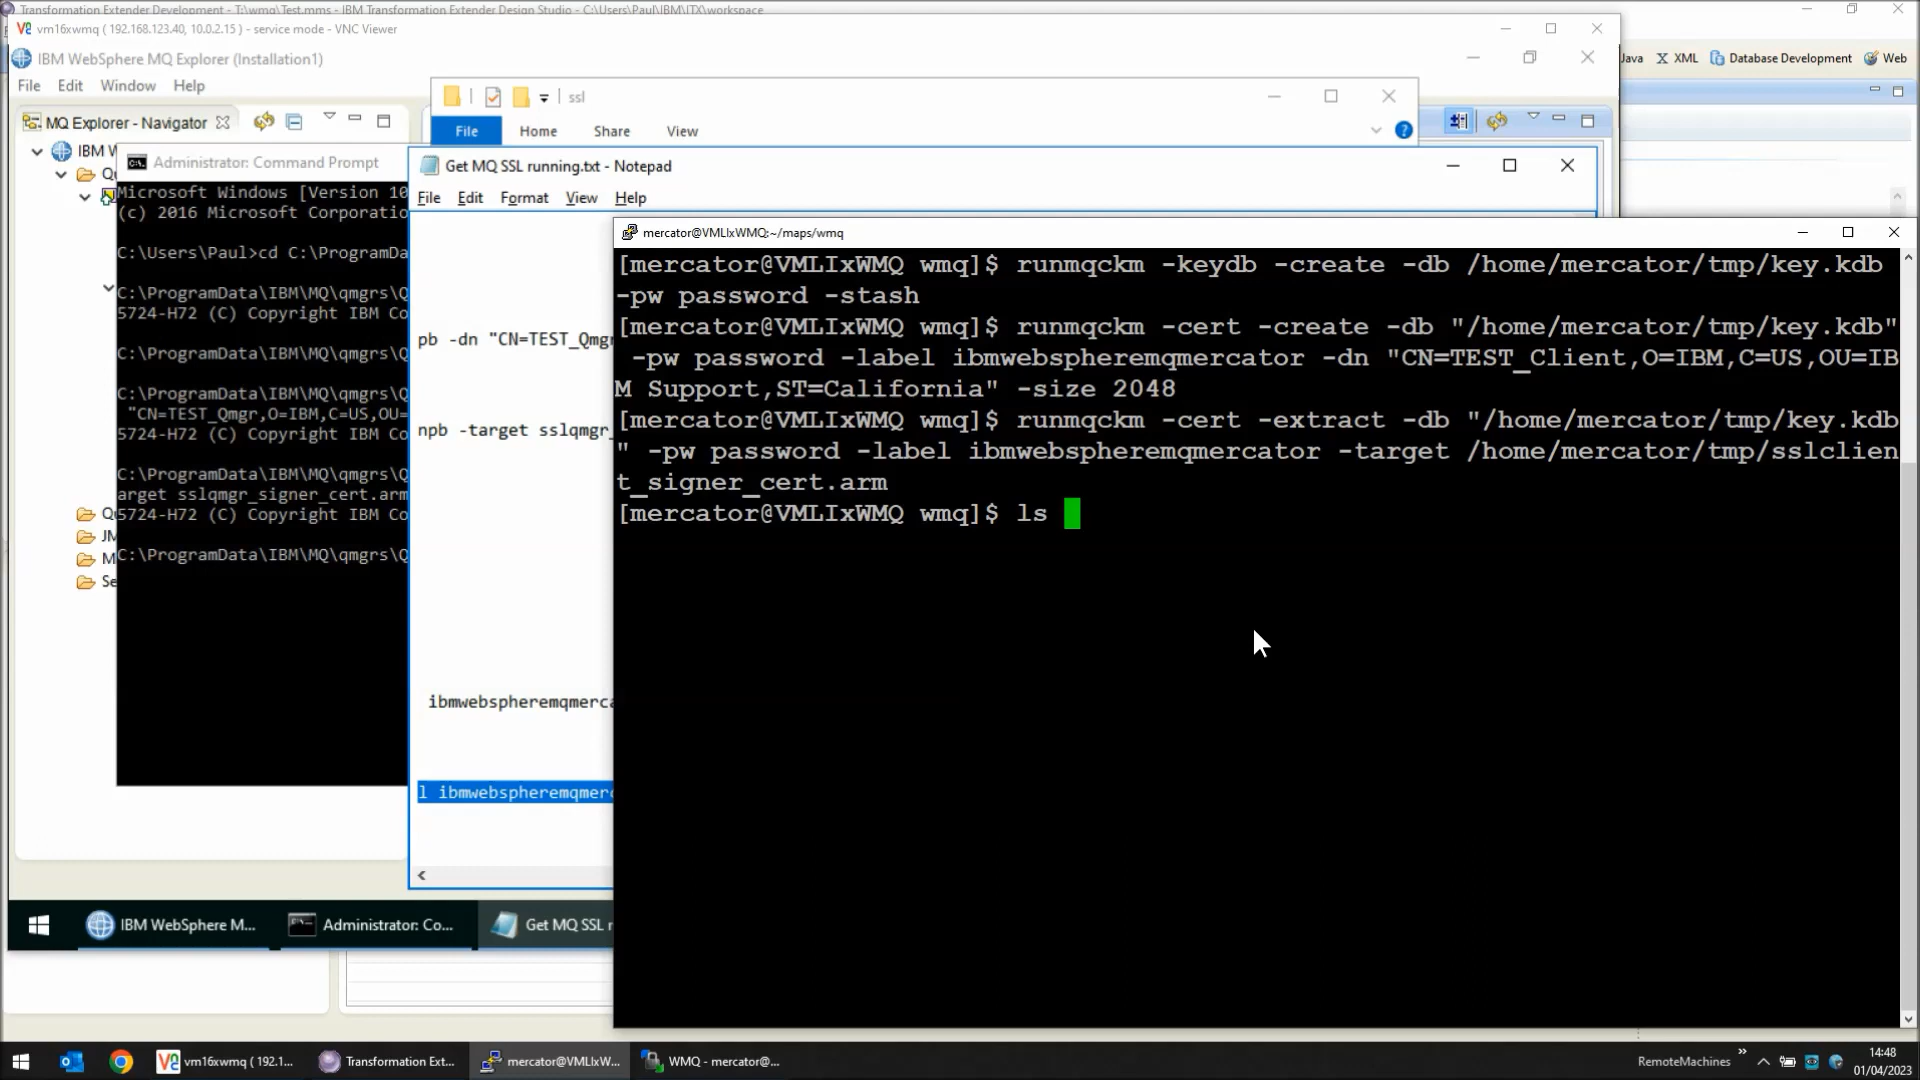 Transformation Extender Development - T:\wmq\Test.mms - IBM Transformation Extender Design Studio - C:\Users\Paul\IBM\ITX\workspace
vm16xwmq ( 192.168.123.40, 10.0.2.15 ) - service mode - VNC Viewer
IBM WebSphere MQ Explorer (Installation1)
Java XML Database Development Web
File Edit Window Help
ssl
MQ Explorer - Navigator
File Home Share View
IBM W
Administrator: Command Prompt
Get MQ SSL running.txt - Notepad
File Edit Format View Help
Microsoft Windows [Version 10
(c) 2016 Microsoft Corporatio
C:\Users\Paul>cd C:\ProgramDa
C:\ProgramData\IBM\MQ\qmgrs\Q
5724-H72 (C) Copyright IBM Co
C:\ProgramData\IBM\MQ\qmgrs\Q
C:\ProgramData\IBM\MQ\qmgrs\Q
"CN=TEST_Qmgr,O=IBM,C=US,OU=
5724-H72 (C) Copyright IBM Co
C:\ProgramData\IBM\MQ\qmgrs\Q
arget sslqmgr_signer_cert.arm
5724-H72 (C) Copyright IBM Co
C:\ProgramData\IBM\MQ\qmgrs\Q
pb -dn "CN=TEST_Qmgr
npb -target sslqmgr_
ibmwebspheremqmerca
l ibmwebspheremqmerc
mercator@VMLIxWMQ:~/maps/wmq
[mercator@VMLIxWMQ wmq]$ runmqckm -keydb -create -db /home/mercator/tmp/key.kdb
-pw password -stash
[mercator@VMLIxWMQ wmq]$ runmqckm -cert -create -db "/home/mercator/tmp/key.kdb"
-pw password -label ibmwebspheremqmercator -dn "CN=TEST_Client,O=IBM,C=US,OU=IB
M Support,ST=California" -size 2048
[mercator@VMLIxWMQ wmq]$ runmqckm -cert -extract -db "/home/mercator/tmp/key.kdb
" -pw password -label ibmwebspheremqmercator -target /home/mercator/tmp/sslclien
t_signer_cert.arm
[mercator@VMLIxWMQ wmq]$ ls
IBM WebSphere M... Administrator: Co... Get MQ SSL r
vm16xwmq ( 192.1... Transformation Ext... mercator@VMLIxW... WMQ - mercator@...
RemoteMachines
14:48
01/04/2023